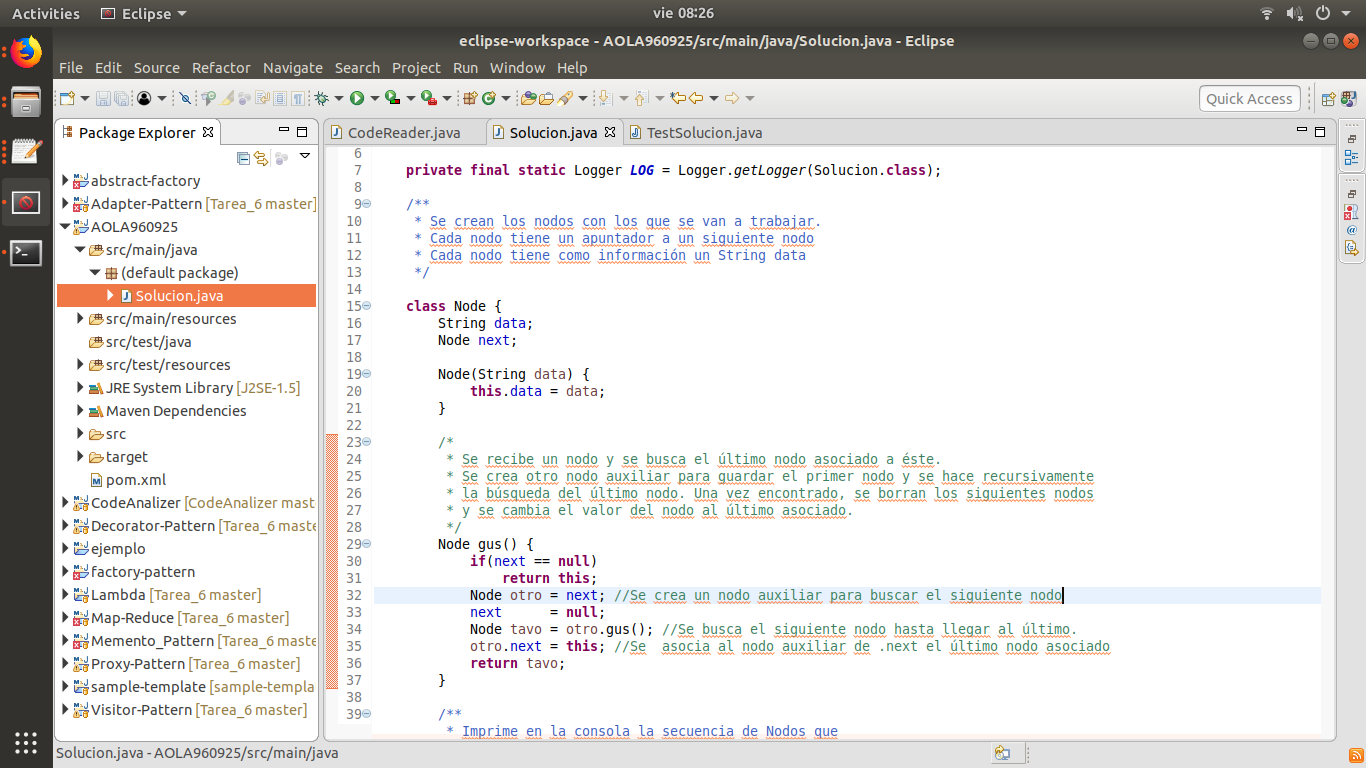 Activities Eclipse vie 08:26
eclipse-workspace - AOLA960925/src/main/java/Solucion.java - Eclipse
File Edit Source Refactor Navigate Search Project Run Window Help
Quick Access
Package Explorer
abstract-factory
Adapter-Pattern [Tarea_6 master]
AOLA960925
src/main/java
(default package)
Solucion.java
src/main/resources
src/test/java
src/test/resources
JRE System Library [J2SE-1.5]
Maven Dependencies
src
target
pom.xml
CodeAnalizer [CodeAnalizer mast
Decorator-Pattern [Tarea_6 maste
ejemplo
factory-pattern
Lambda [Tarea_6 master]
Map-Reduce [Tarea_6 master]
Memento_Pattern [Tarea_6 master]
Proxy-Pattern [Tarea_6 master]
sample-template [sample-templa
Visitor-Pattern [Tarea_6 master]
CodeReader.java Solucion.java TestSolucion.java
6
7 private final static Logger LOG = Logger.getLogger(Solucion.class);
8
9 /**
10 * Se crean los nodos con los que se van a trabajar.
11 * Cada nodo tiene un apuntador a un siguiente nodo
12 * Cada nodo tiene como información un String data
13 */
14
15 class Node {
16 String data;
17 Node next;
18
19 Node(String data) {
20 this.data = data;
21 }
22
23 /*
24 * Se recibe un nodo y se busca el último nodo asociado a éste.
25 * Se crea otro nodo auxiliar para guardar el primer nodo y se hace recursivamente
26 * la búsqueda del último nodo. Una vez encontrado, se borran los siguientes nodos
27 * y se cambia el valor del nodo al último asociado.
28 */
29 Node gus() {
30 if(next == null)
31 return this;
32 Node otro = next; //Se crea un nodo auxiliar para buscar el siguiente nodo
33 next = null;
34 Node tavo = otro.gus(); //Se busca el siguiente nodo hasta llegar al último.
35 otro.next = this; //Se asocia al nodo auxiliar de .next el último nodo asociado
36 return tavo;
37 }
38
39 /**
* Imprime en la consola la secuencia de Nodos que
Solucion.java - AOLA960925/src/main/java